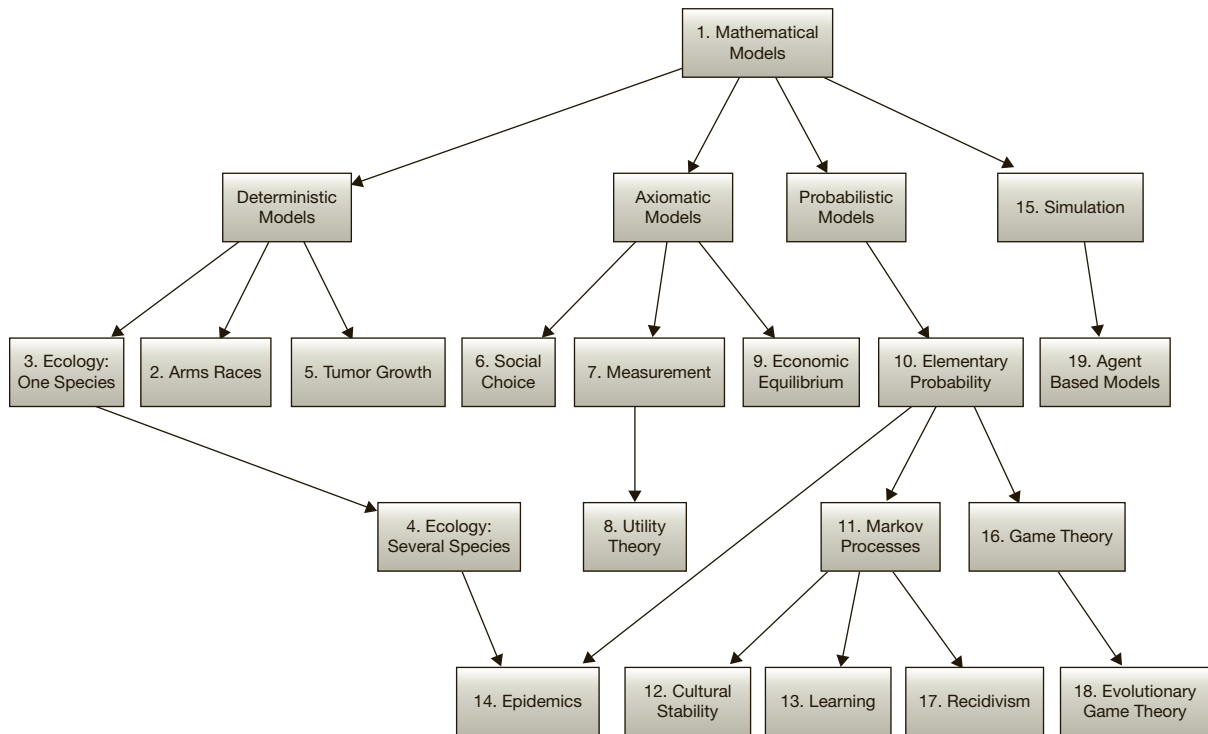 1. Mathematical
Models
Deterministic
Models
Axiomatic
Models
Probabilistic
Models
15. Simulation
3. Ecology:
One Species
2. Arms Races
5. Tumor Growth
6. Social
Choice
7. Measurement
9. Economic
Equilibrium
10. Elementary
Probability
19. Agent
Based Models
4. Ecology:
Several Species
8. Utility
Theory
11. Markov
Processes
16. Game Theory
14. Epidemics
12. Cultural
Stability
13. Learning
17. Recidivism
18. Evolutionary
Game Theory